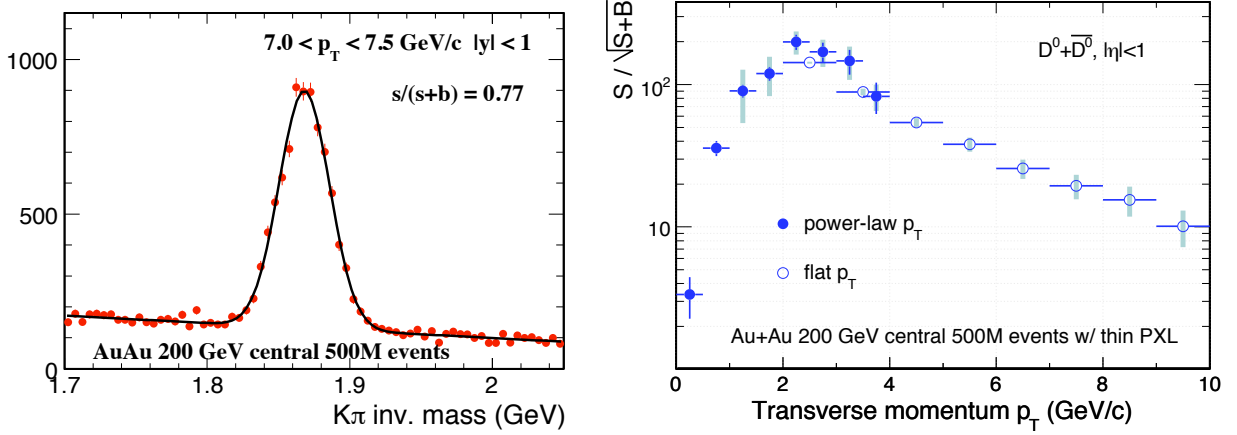 7.0 < p_T < 7.5 GeV/c |y| < 1
s/(s+b) = 0.77
1000
500
0
AuAu 200 GeV central 500M events
1.7 1.8 1.9 2
Kπ inv. mass (GeV)
S / √S+B
D⁰+D̅⁰, |η|<1
10²
10
power-law p_T
flat p_T
Au+Au 200 GeV central 500M events w/ thin PXL
0 2 4 6 8 10
Transverse momentum p_T (GeV/c)